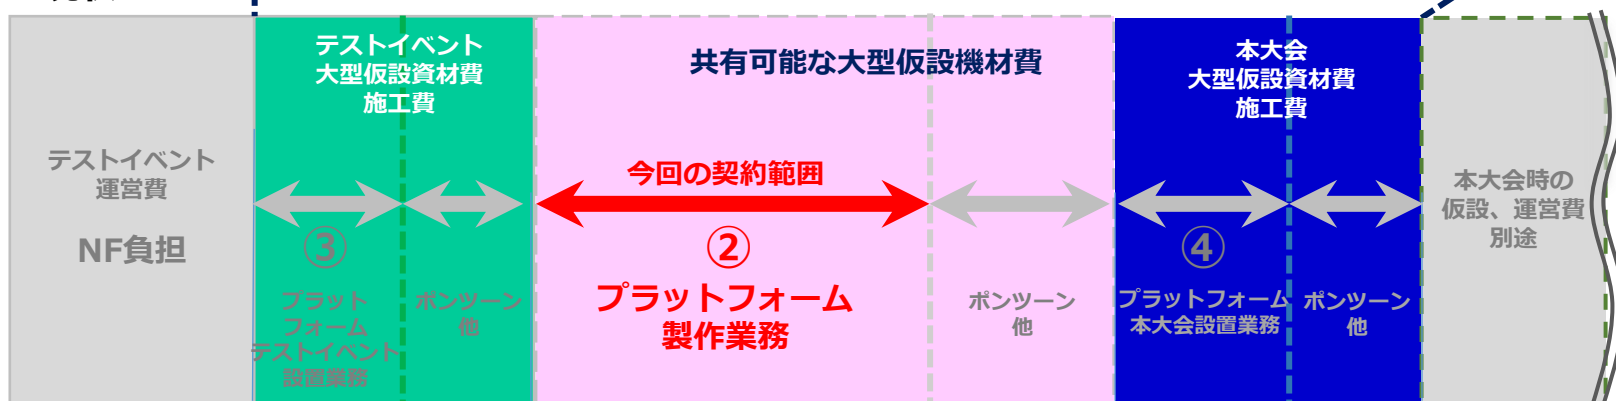 テストイベント
運営費
NF負担
テストイベント
大型仮設資材費
施工費
③
プラット
フォーム
テストイベント
設置業務
ポンツーン
他
共有可能な大型仮設機材費
今回の契約範囲
②
プラットフォーム
製作業務
ポンツーン
他
本大会
大型仮設資材費
施工費
④
プラットフォーム
本大会設置業務
ポンツーン
他
本大会時の
仮設、運営費
別途